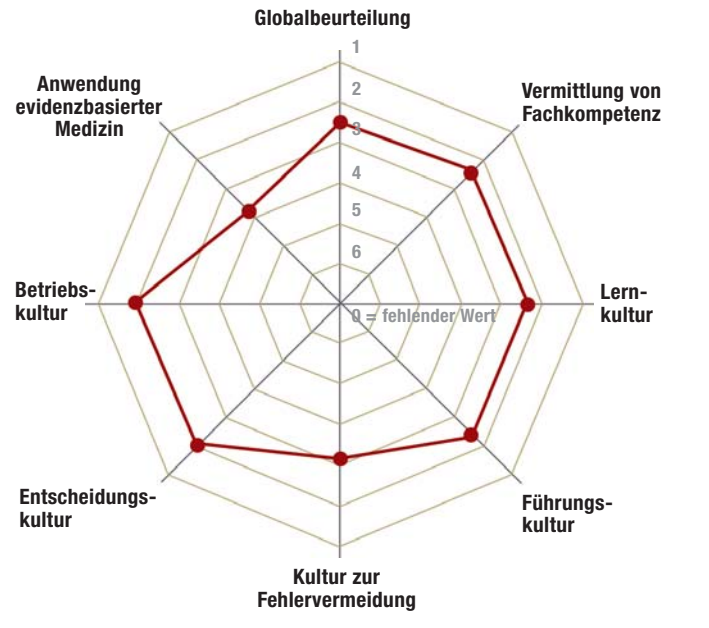 Globalbeurteilung
1
Anwendung
evidenzbasierter
Medizin
2
Vermittlung von
Fachkompetenz
3
4
5
6
Betriebs-
kultur
Lern-
kultur
0 = fehlender Wert
Entscheidungs-
kultur
Führungs-
kultur
Kultur zur
Fehlervermeidung